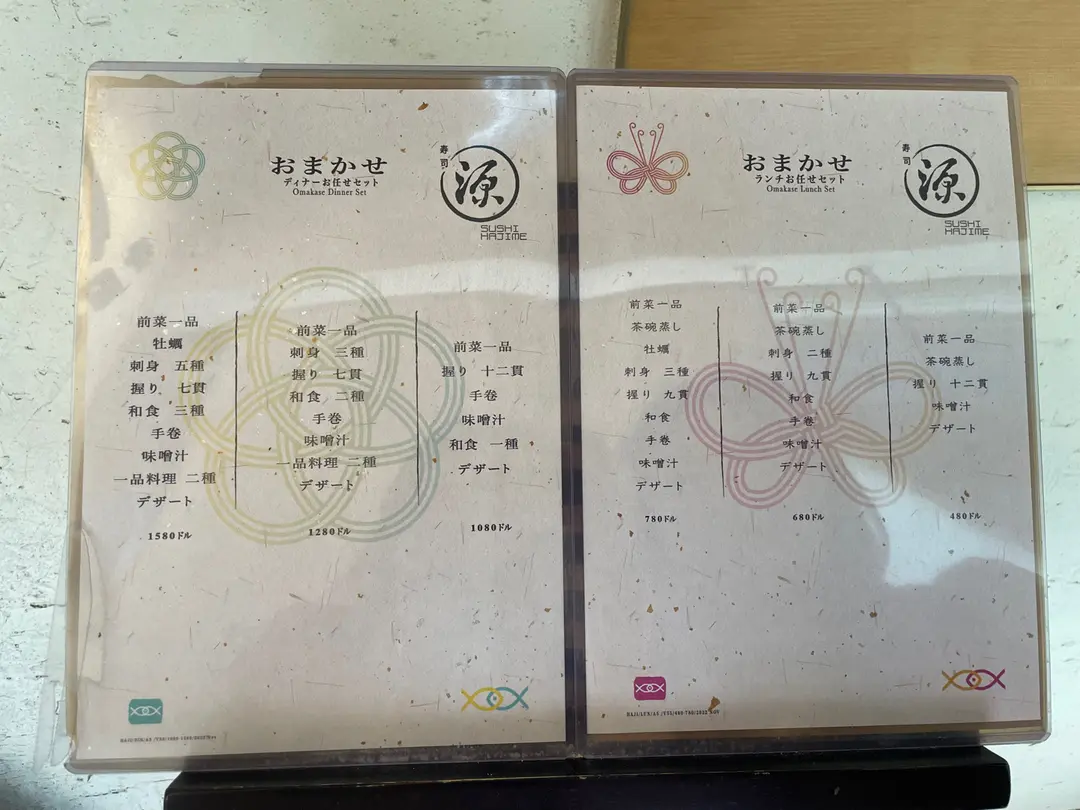 おまかせ
ディナーお任せセット
Omakase Dinner Set
寿司
源
SUSHI
HAJIME
前菜一品
牡蠣
刺身 五種
握り 七貫
和食 三種
手巻
味噌汁
一品料理 二種
デザート
1580ドル
前菜一品
刺身 三種
握り 七貫
和食 二種
手巻
味噌汁
一品料理 二種
デザート
1280ドル
前菜一品
握り 十二貫
手巻
味噌汁
和食 一種
デザート
1080ドル
おまかせ
ランチお任せセット
Omakase Lunch Set
寿司
源
SUSHI
HAJIME
前菜一品
茶碗蒸し
牡蠣
刺身 三種
握り 九貫
和食
手巻
味噌汁
デザート
780ドル
前菜一品
茶碗蒸し
刺身 二種
握り 九貫
和食
手巻
味噌汁
デザート
680ドル
前菜一品
茶碗蒸し
握り 十二貫
味噌汁
デザート
480ドル